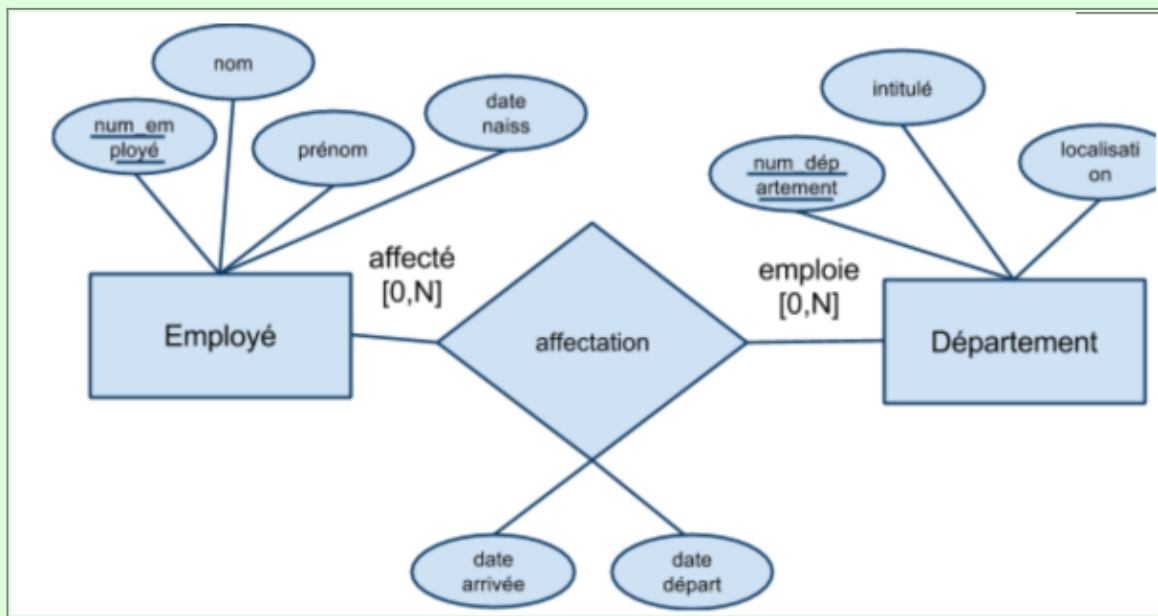 nom
num_em
ployé
prénom
date
naiss
intitulé
num_dép
artement
localisati
on
affecté
[0,N]
emploie
[0,N]
Employé
affectation
Département
date
arrivée
date
départ